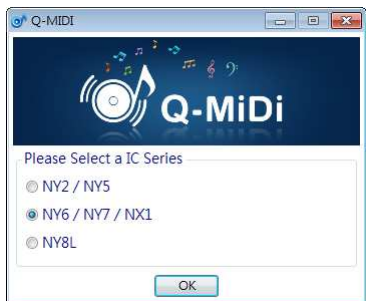 Q-MIDI
Q-MiDi
Please Select a IC Series
NY2 / NY5
NY6 / NY7 / NX1
NY8L
OK